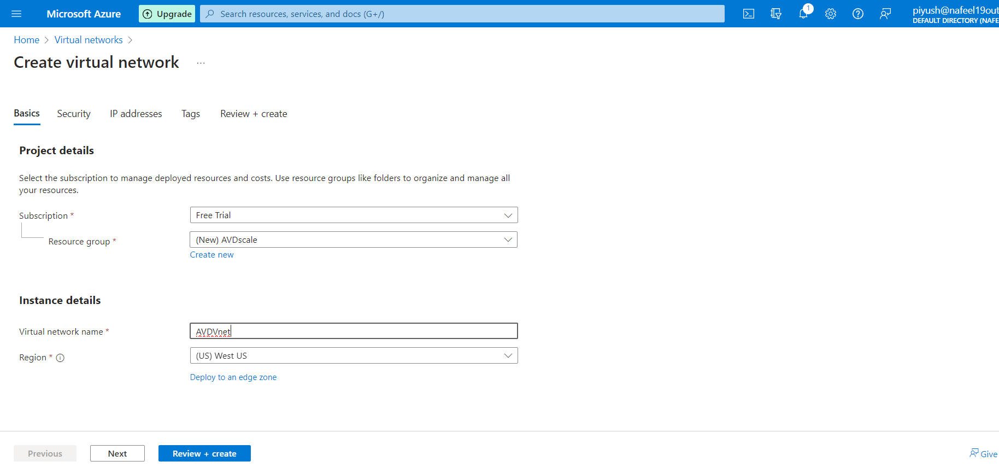 Microsoft Azure
Upgrade
Search resources, services, and docs (G+/)
1
piyush@nafeel19out
DEFAULT DIRECTORY (NAFE
Home > Virtual networks >
Create virtual network ...
Basics Security IP addresses Tags Review + create
Project details
Select the subscription to manage deployed resources and costs. Use resource groups like folders to organize and manage all
your resources.
Subscription * Free Trial
Resource group * (New) AVDscale
Create new
Instance details
Virtual network name * AVDVnet
Region * (US) West US
Deploy to an edge zone
Previous Next Review + create
Give